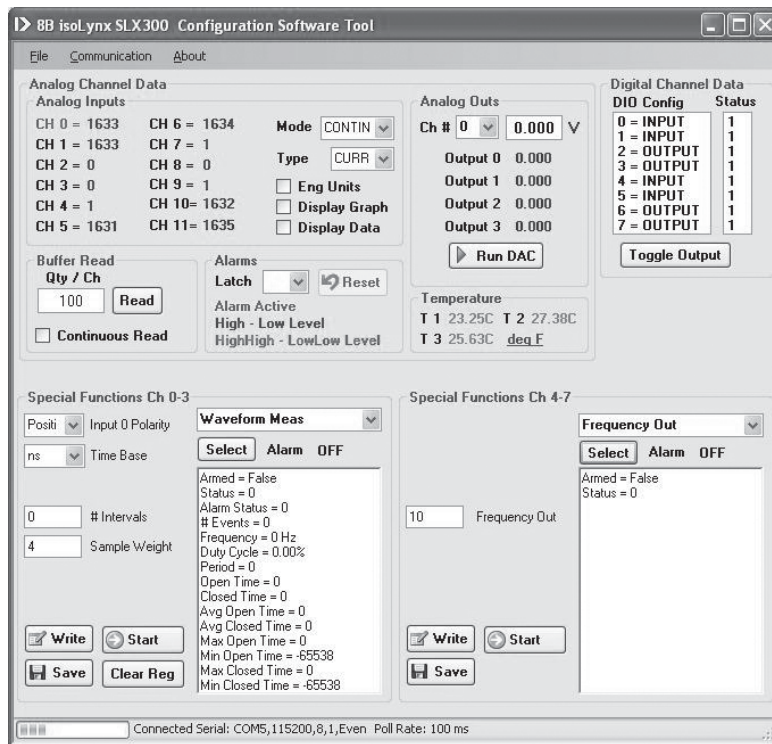 8B isoLynx SLX300 Configuration Software Tool
File Communication About
Analog Channel Data
Analog Inputs
CH 0 = 1633 CH 6 = 1634
CH 1 = 1633 CH 7 = 1
CH 2 = 0 CH 8 = 0
CH 3 = 0 CH 9 = 1
CH 4 = 1 CH 10= 1632
CH 5 = 1631 CH 11= 1635
Mode CONTIN
Type CURR
Eng Units
Display Graph
Display Data
Analog Outs
Ch # 0 0.000 V
Output 0 0.000
Output 1 0.000
Output 2 0.000
Output 3 0.000
Run DAC
Digital Channel Data
DIO Config Status
0 = INPUT 1
1 = INPUT 1
2 = OUTPUT 1
3 = OUTPUT 1
4 = INPUT 1
5 = INPUT 1
6 = OUTPUT 1
7 = OUTPUT 1
Toggle Output
Buffer Read
Qty / Ch
100 Read
Continuous Read
Alarms
Latch Reset
Alarm Active
High - Low Level
HighHigh - LowLow Level
Temperature
T 1 23.25C T 2 27.38C
T 3 25.63C deg F
Special Functions Ch 0-3
Positi Input 0 Polarity
ns Time Base
0 # Intervals
4 Sample Weight
Write Start
Save Clear Reg
Waveform Meas
Select Alarm OFF
Armed = False
Status = 0
Alarm Status = 0
# Events = 0
Frequency = 0 Hz
Duty Cycle = 0.00%
Period = 0
Open Time = 0
Closed Time = 0
Avg Open Time = 0
Avg Closed Time = 0
Max Open Time = 0
Min Open Time = -65538
Max Closed Time = 0
Min Closed Time = -65538
Special Functions Ch 4-7
Frequency Out
Select Alarm OFF
Armed = False
Status = 0
10 Frequency Out
Write Start
Save
Connected Serial: COM5,115200,8,1,Even Poll Rate: 100 ms